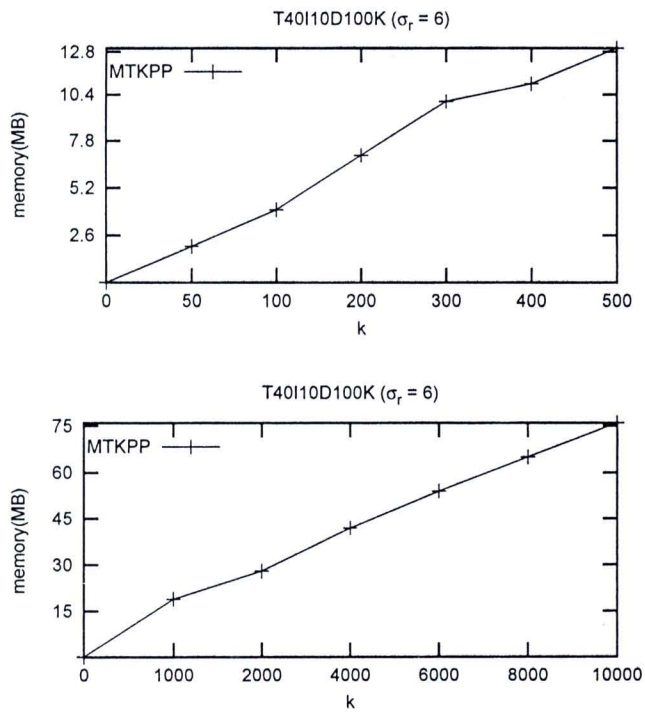 T40I10D100K (σr = 6)
12.8
MTKPP
10.4
7.8
5.2
2.6
memory(MB)
0 50 100 200 300 400 500
k
T40I10D100K (σr = 6)
75
MTKPP
60
45
30
15
memory(MB)
0 1000 2000 4000 6000 8000 10000
k